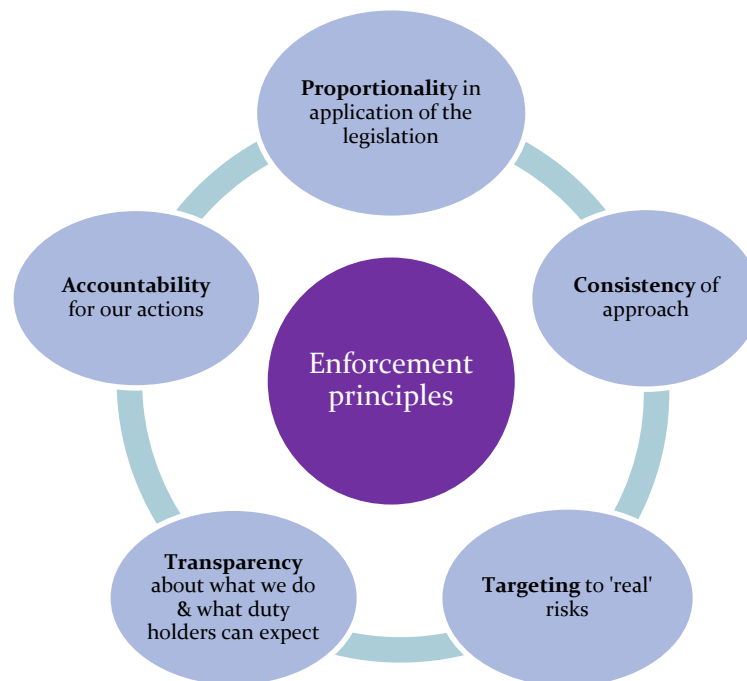 Proportionality in
application of the
legislation
Consistency of
approach
Targeting to 'real'
risks
Transparency
about what we do
& what duty
holders can expect
Accountability
for our actions
Enforcement
principles